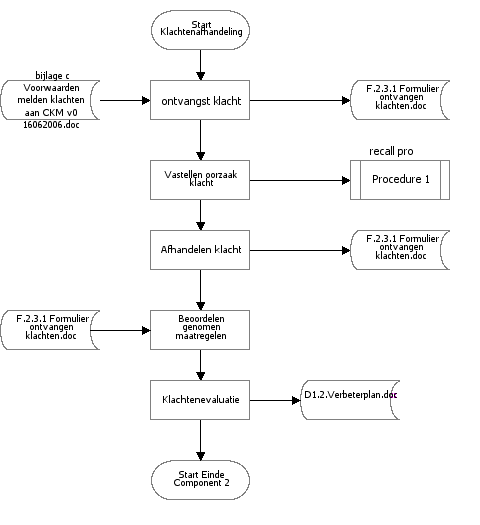 Start
Klachtenafhandeling
bijlage c
Voorwaarden
melden klachten
aan CKM v0
16062006.doc
ontvangst klacht
F.2.3.1 Formulier
ontvangen
klachten.doc
Vastellen oorzaak
klacht
recall pro
Procedure 1
Afhandelen klacht
F.2.3.1 Formulier
ontvangen
klachten.doc
F.2.3.1 Formulier
ontvangen
klachten.doc
Beoordelen
genomen
maatregelen
Klachtenevaluatie
D1.2.Verbeterplan.doc
Start Einde
Component 2